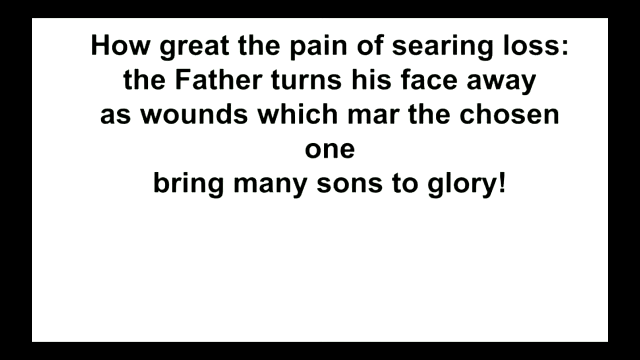 How great the pain of searing loss:
the Father turns his face away
as wounds which mar the chosen
one
bring many sons to glory!